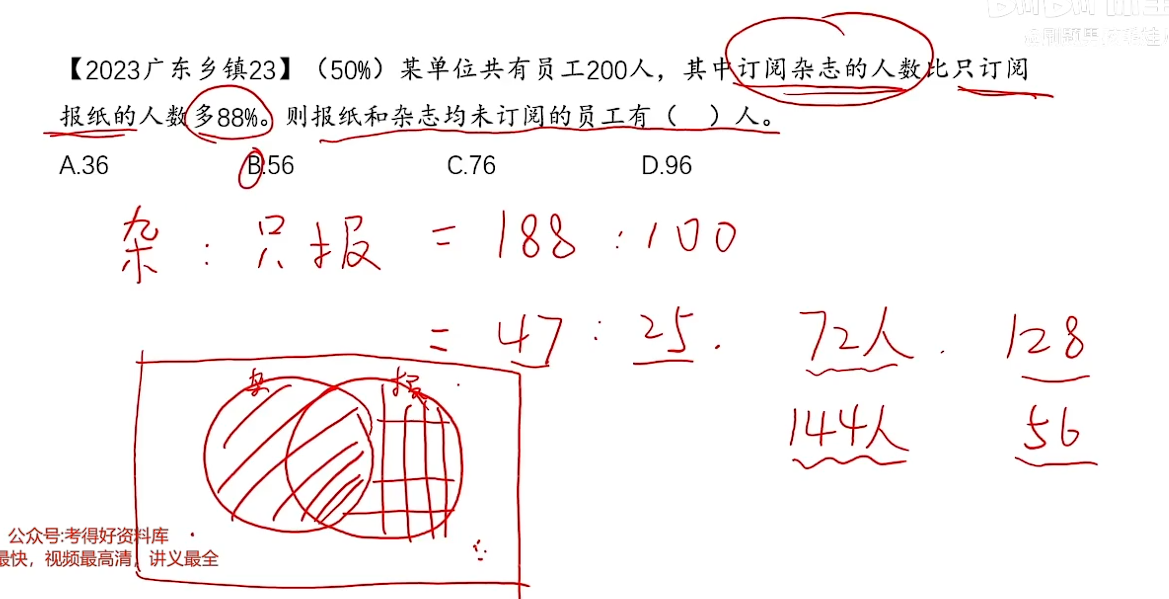 【2023广东乡镇23】（50%）某单位共有员工200人，其中订阅杂志的人数比只订阅
报纸的人数多88%。则报纸和杂志均未订阅的员工有（ ）人。
A.36 B.56 C.76 D.96
杂 : 只报 = 188 : 100
= 47 : 25 . 72人 . 128
144人 56
杂 报
公众号:考得好资料库
最快，视频最高清，讲义最全